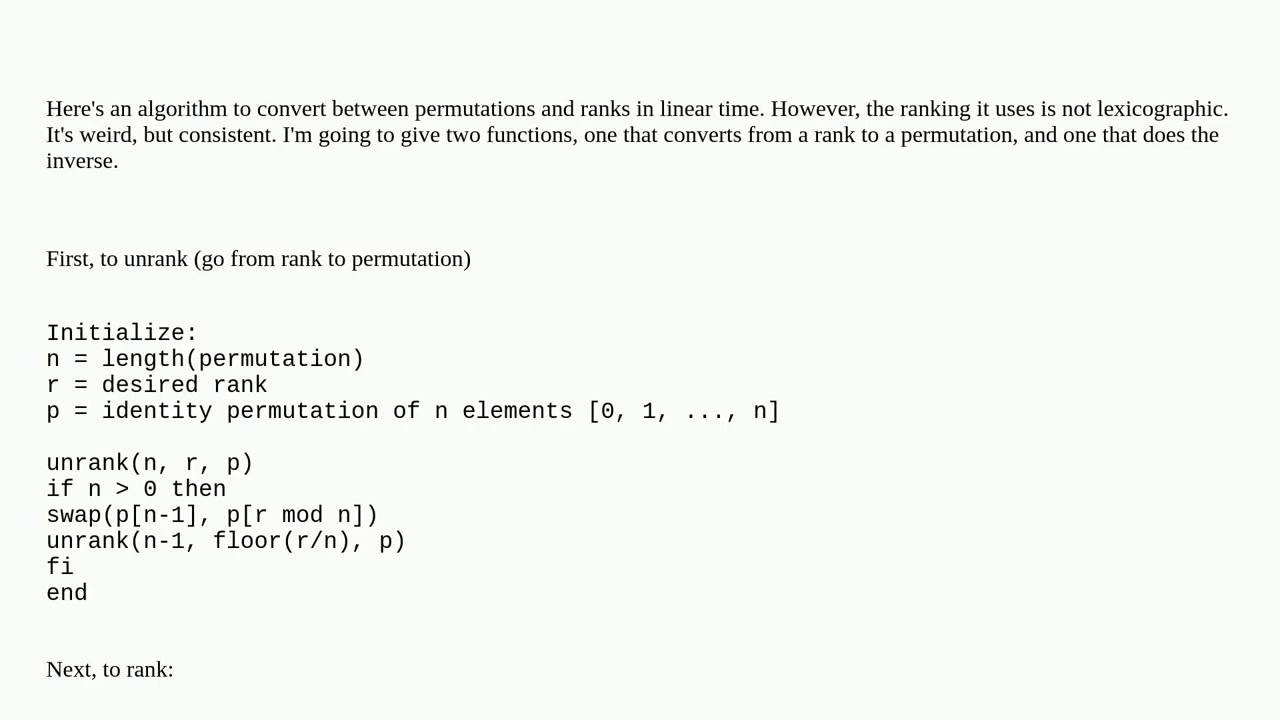 Here's an algorithm to convert between permutations and ranks in linear time. However, the ranking it uses is not lexicographic.
It's weird, but consistent. I'm going to give two functions, one that converts from a rank to a permutation, and one that does the
inverse.
First, to unrank (go from rank to permutation)
Initialize:
n = length(permutation)
r = desired rank
p = identity permutation of n elements [0, 1, ..., n]
unrank(n, r, p)
if n > 0 then
swap(p[n-1], p[r mod n])
unrank(n-1, floor(r/n), p)
fi
end
Next, to rank: